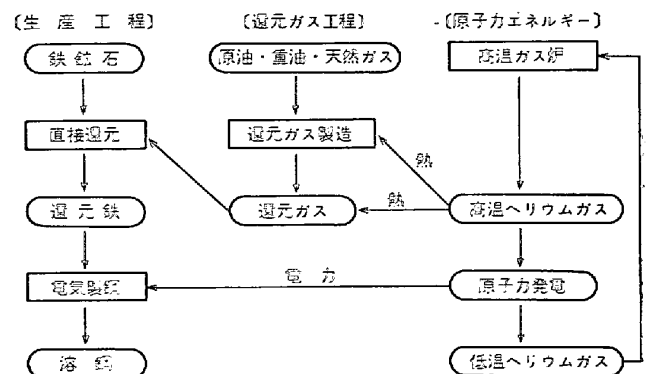 〔生産工程〕
〔還元ガス工程〕
〔原子力エネルギー〕
鉄鉱石
原油・重油・天然ガス
高温ガス炉
直接還元
還元ガス製造
熱
還元鉄
還元ガス
熱
高温ヘリウムガス
電気製鋼
電力
原子力発電
溶鋼
低温ヘリウムガス